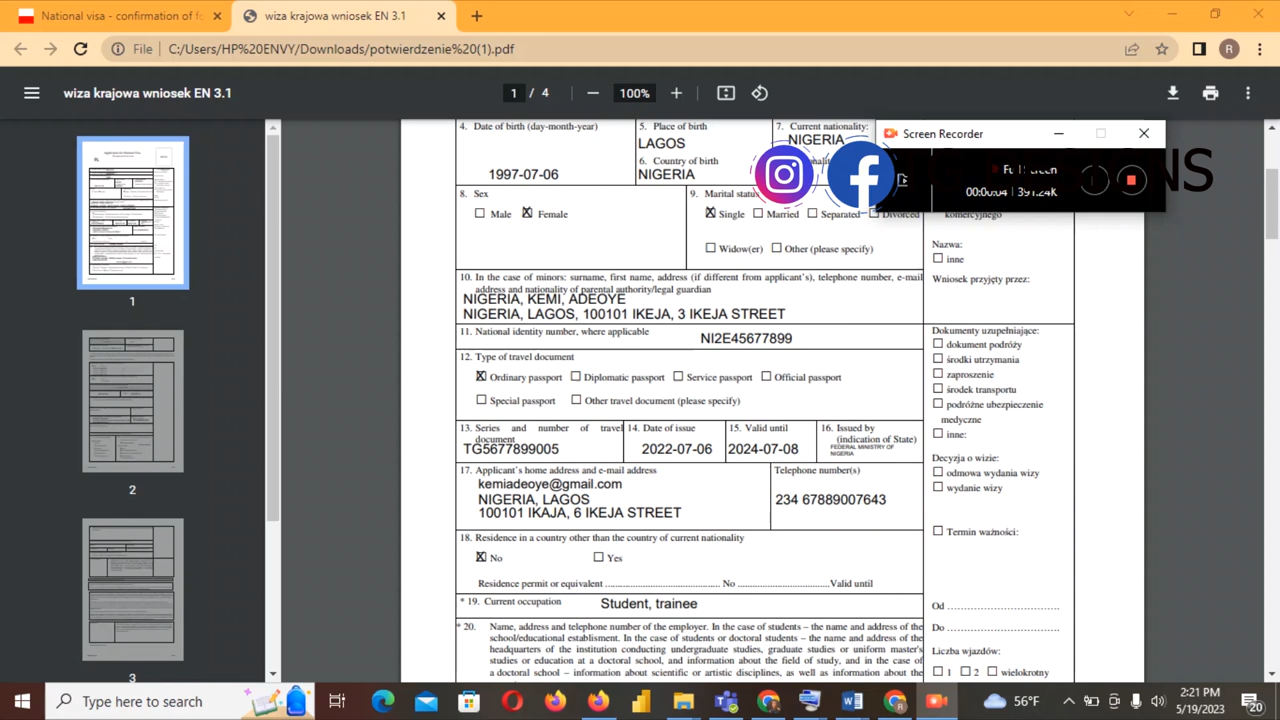 National visa - confirmation of fo
wiza krajowa wniosek EN 3.1
File
C:/Users/HP%20ENVY/Downloads/potwierdzenie%20(1).pdf
R
wiza krajowa wniosek EN 3.1
1 / 4
100%
Screen Recorder
Full screen
00:00:04 | 391.24K
NS
1
2
3
4. Date of birth (day-month-year)
1997-07-06
5. Place of birth
LAGOS
6. Country of birth
NIGERIA
7. Current nationality:
NIGERIA
8. Sex
Male X Female
9. Marital status
X Single Married Separated Divorced
Widow(er) Other (please specify)
10. In the case of minors: surname, first name, address (if different from applicant's), telephone number, e-mail
address and nationality of parental authority/legal guardian
NIGERIA, KEMI, ADEOYE
NIGERIA, LAGOS, 100101 IKEJA, 3 IKEJA STREET
11. National identity number, where applicable
NI2E45677899
12. Type of travel document
X Ordinary passport Diplomatic passport Service passport Official passport
Special passport Other travel document (please specify)
13. Series and number of travel
document
TG5677899005
14. Date of issue
2022-07-06
15. Valid until
2024-07-08
16. Issued by
(indication of State)
FEDERAL MINISTRY OF
NIGERIA
17. Applicant's home address and e-mail address
kemiadeoye@gmail.com
NIGERIA, LAGOS
100101 IKAJA, 6 IKEJA STREET
Telephone number(s)
234 67889007643
18. Residence in a country other than the country of current nationality
X No Yes
Residence permit or equivalent ........................................ No ................................Valid until
* 19. Current occupation
Student, trainee
* 20. Name, address and telephone number of the employer. In the case of students – the name and address of the
school/educational establisment. In the case of students or doctoral students – the name and address of the
headquarters of the institution conducting undergraduate studies, graduate studies or uniform master's
studies or education at a doctoral school, and information about the field of study, and in the case of
a doctoral school – information about scientific or artistic disciplines, as well as information about the
komercyjnego
Nazwa:
inne
Wniosek przyjęty przez:
Dokumenty uzupełniające:
dokument podróży
środki utrzymania
zaproszenie
środek transportu
podróżne ubezpieczenie
medyczne
inne:
Decyzja o wizie:
odmowa wydania wizy
wydanie wizy
Termin ważności:
Od ........................................
Do ........................................
Liczba wjazdów:
1 2 wielokrotny
Type here to search
56°F
2:21 PM
5/19/2023
20